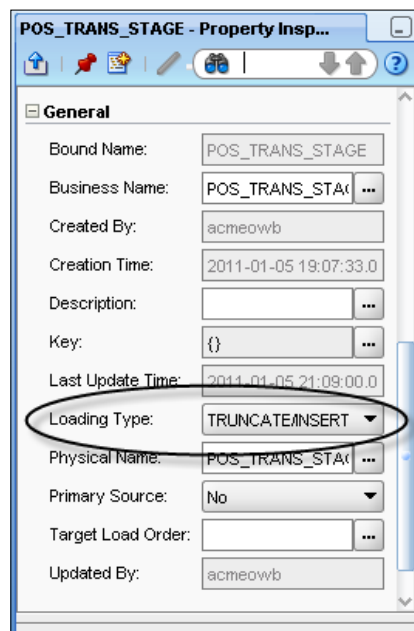 POS_TRANS_STAGE - Property Insp...
General
Bound Name: POS_TRANS_STAGE
Business Name: POS_TRANS_STA( ...
Created By: acmeowb
Creation Time: 2011-01-05 19:07:33.0
Description: ...
Key: {} ...
Last Update Time: 2011-01-05 21:09:00.0
Loading Type: TRUNCATE/INSERT
Physical Name: POS_TRANS_STA( ...
Primary Source: No
Target Load Order: ...
Updated By: acmeowb